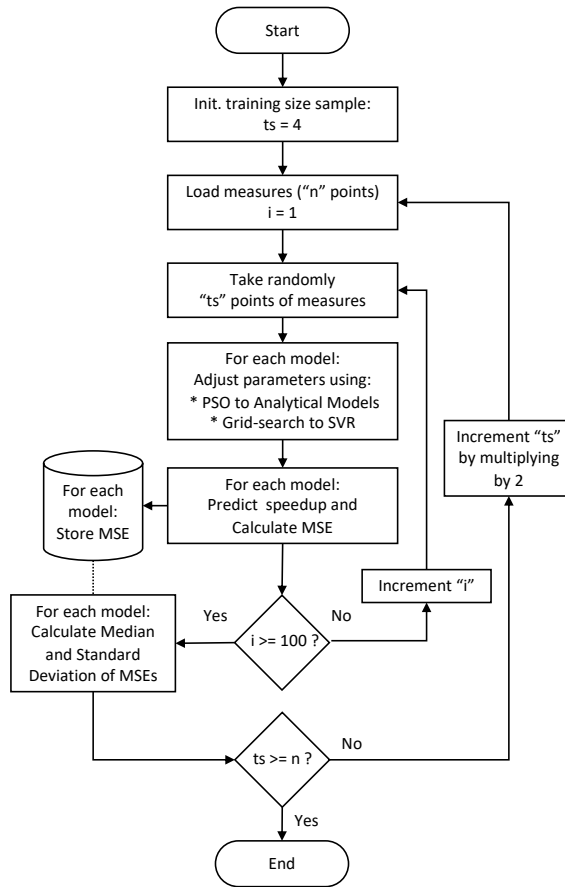 Start
Init. training size sample:
ts = 4
Load measures (“n” points)
i = 1
Take randomly
“ts” points of measures
For each model:
Adjust parameters using:
* PSO to Analytical Models
* Grid-search to SVR
Increment “ts”
by multiplying
by 2
For each
model:
Store MSE
For each model:
Predict speedup and
Calculate MSE
Increment “i”
For each model:
Calculate Median
and Standard
Deviation of MSEs
Yes
i >= 100 ?
No
ts >= n ?
No
Yes
End